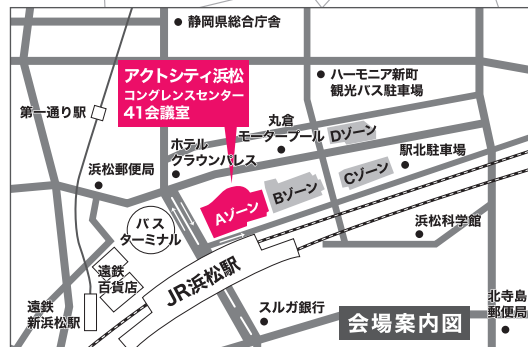 静岡県総合庁舎
アクトシティ浜松
コングレンスセンター
41会議室
ハーモニア新町
観光バス駐車場
第一通り駅
丸倉
モータープール
Dゾーン
ホテル
クラウンパレス
浜松郵便局
駅北駐車場
Cゾーン
Bゾーン
Aゾーン
バス
ターミナル
浜松科学館
遠鉄
百貨店
JR浜松駅
遠鉄
新浜松駅
スルガ銀行
北寺島
郵便局
会場案内図